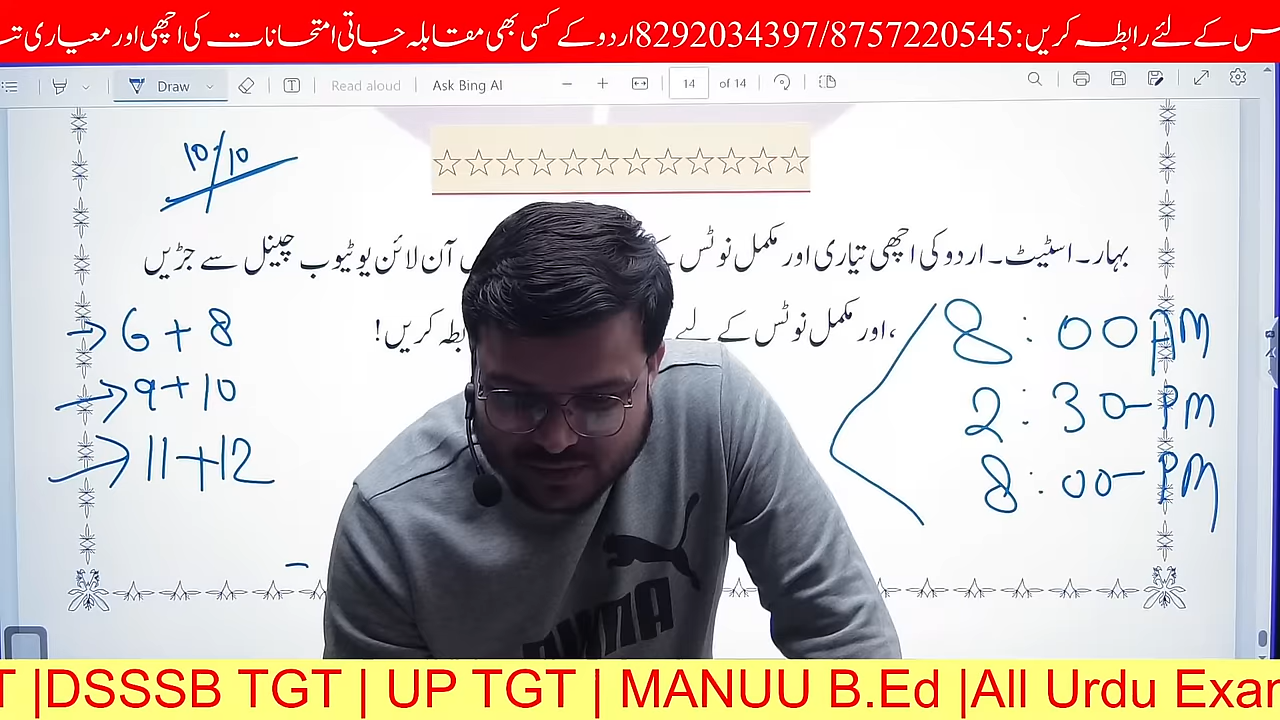 س کے لئے رابطہ کریں:8292034397/8757220545اردو کے کسی بھی مقابلہ جاتی امتحانات کی اچھی اور معیاری تی
Draw
Read aloud
Ask Bing AI
14
of 14
10/10
بہار۔اسٹیٹ۔اردو کی اچھی تیاری اور مکمل نوٹس آن لائن یوٹیوب چینل سے جڑیں
،اور مکمل نوٹس کے لیے رابطہ کریں!
→ 6 + 8
→ 9 + 10
→ 11 + 12
8 : 00 AM
2 : 30 - PM
8 : 00 - PM
PUMA
T |DSSSB TGT | UP TGT | MANUU B.Ed |All Urdu Exar